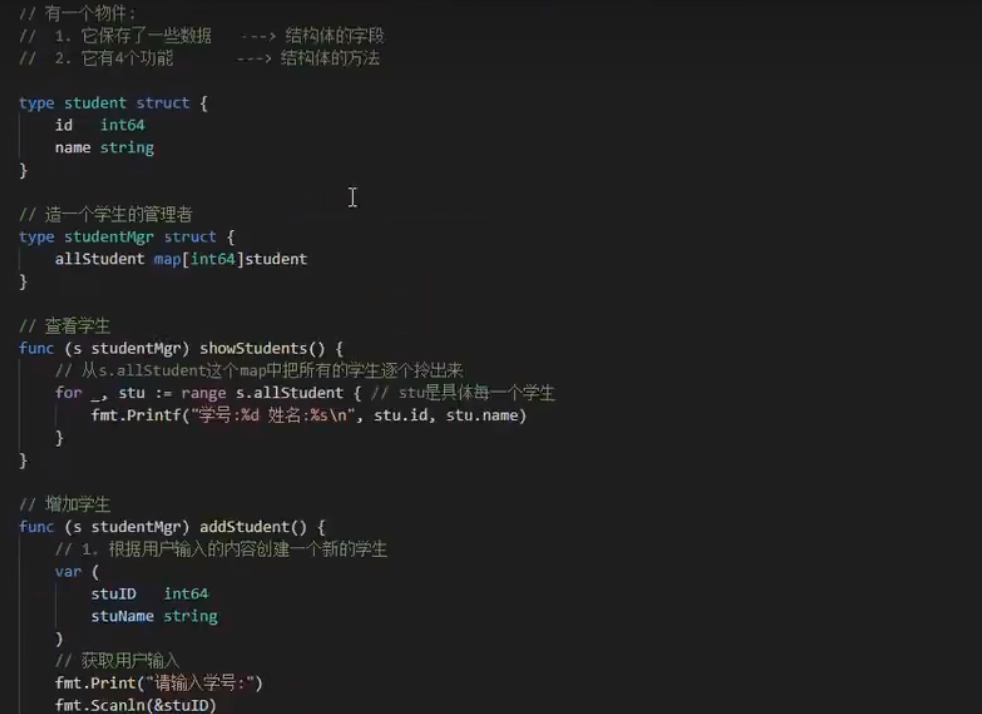 // 有一个物件:
//  1. 它保存了一些数据   ---> 结构体的字段
//  2. 它有4个功能       ---> 结构体的方法
type student struct {
    id   int64
    name string
}
// 造一个学生的管理者
type studentMgr struct {
    allStudent map[int64]student
}
// 查看学生
func (s studentMgr) showStudents() {
    // 从s.allStudent这个map中把所有的学生逐个拎出来
    for _, stu := range s.allStudent { // stu是具体每一个学生
        fmt.Printf("学号:%d 姓名:%s\n", stu.id, stu.name)
    }
}
// 增加学生
func (s studentMgr) addStudent() {
    // 1. 根据用户输入的内容创建一个新的学生
    var (
        stuID   int64
        stuName string
    )
    // 获取用户输入
    fmt.Print("请输入学号:")
    fmt.Scanln(&stuID)